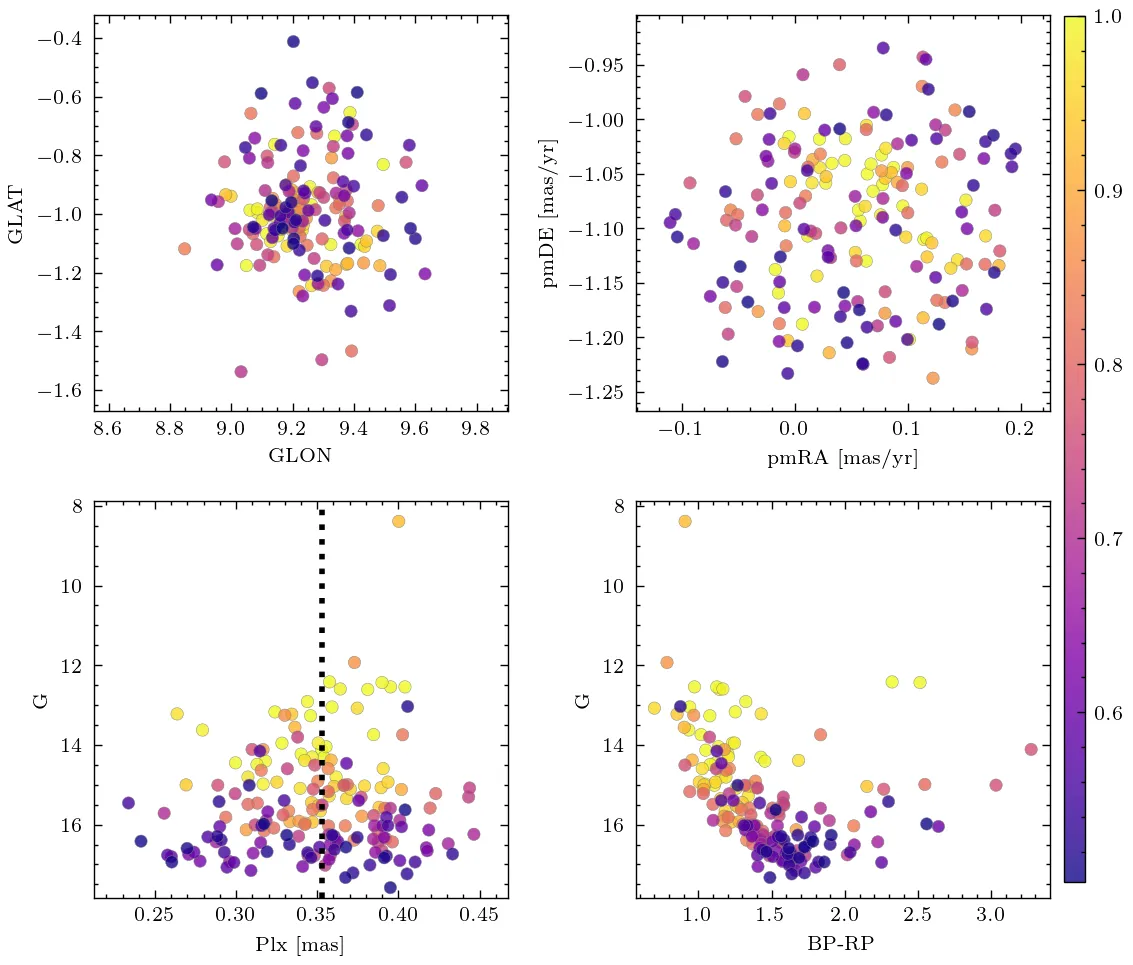 −0.4
−0.6
−0.8
−1.0
−1.2
−1.4
−1.6
GLAT
8.6 8.8 9.0 9.2 9.4 9.6 9.8
GLON
−0.95
−1.00
−1.05
−1.10
−1.15
−1.20
−1.25
pmDE [mas/yr]
−0.1 0.0 0.1 0.2
pmRA [mas/yr]
1.0
0.9
0.8
0.7
0.6
8
10
12
14
16
G
0.25 0.30 0.35 0.40 0.45
Plx [mas]
8
10
12
14
16
G
1.0 1.5 2.0 2.5 3.0
BP-RP